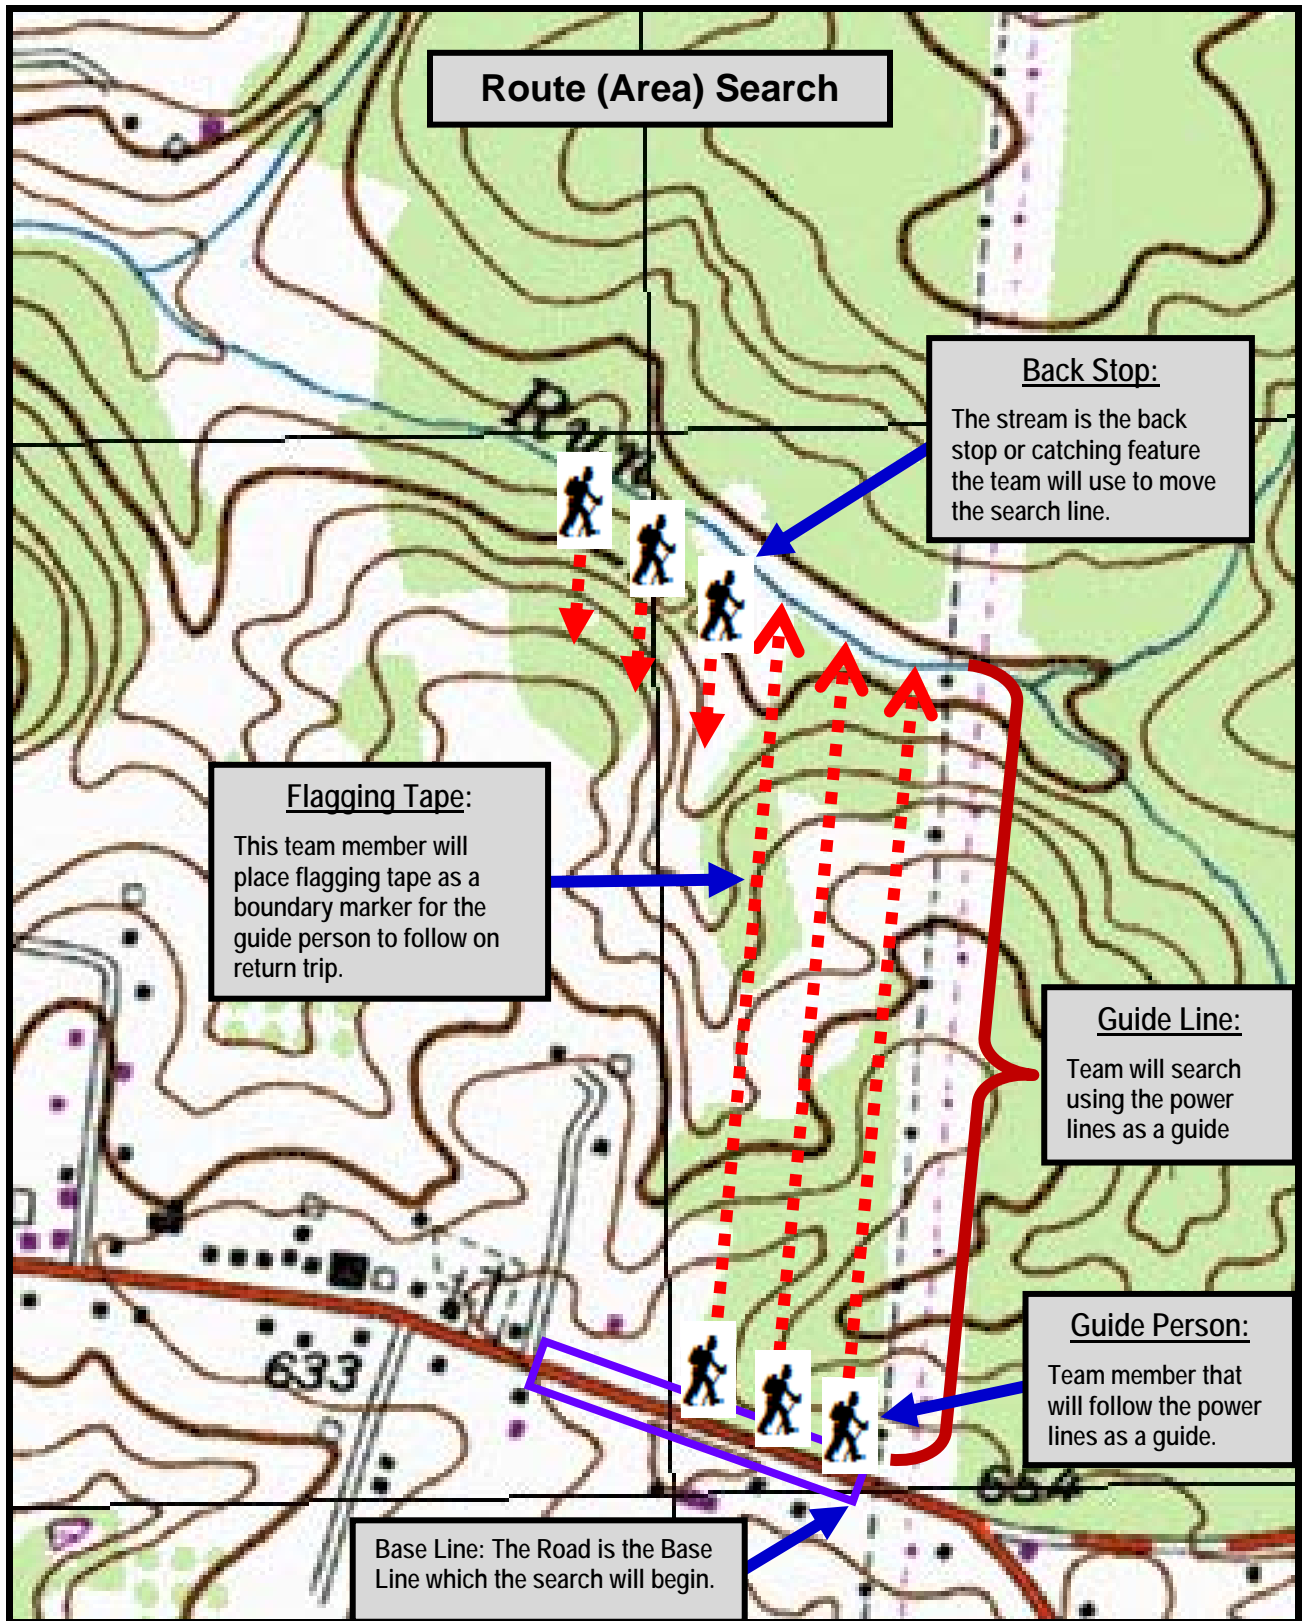 Route (Area) Search
Run
Back Stop:
The stream is the back
stop or catching feature
the team will use to move
the search line.
Flagging Tape:
This team member will
place flagging tape as a
boundary marker for the
guide person to follow on
return trip.
Guide Line:
Team will search
using the power
lines as a guide
Guide Person:
Team member that
will follow the power
lines as a guide.
633
654
Base Line: The Road is the Base
Line which the search will begin.